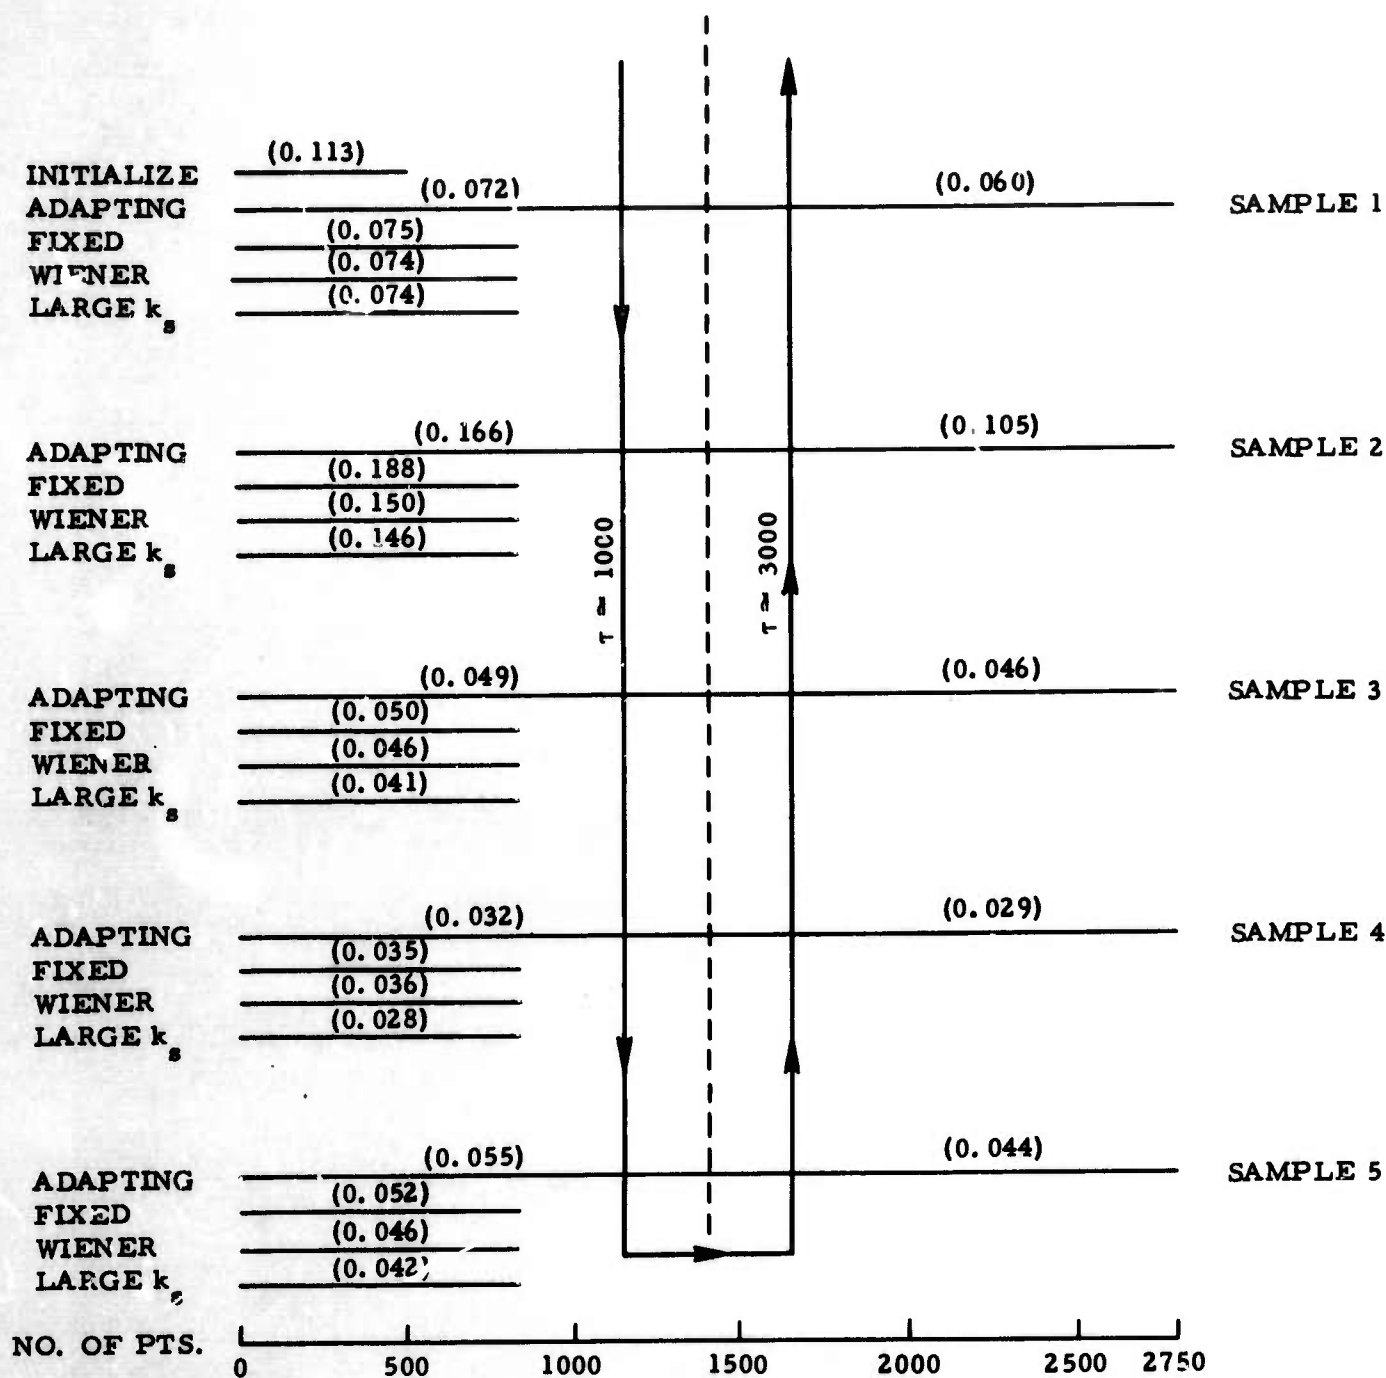 (0.113)
INITIALIZE
(0.072) (0.060)
ADAPTING SAMPLE 1
(0.075)
FIXED
(0.074)
WIENER
(0.074)
LARGE k s
(0.166) (0.105)
ADAPTING SAMPLE 2
(0.188)
FIXED
(0.150)
WIENER
(0.146)
LARGE k s
τ ≈ 1000
τ ≈ 3000
(0.049) (0.046)
ADAPTING SAMPLE 3
(0.050)
FIXED
(0.046)
WIENER
(0.041)
LARGE k s
(0.032) (0.029)
ADAPTING SAMPLE 4
(0.035)
FIXED
(0.036)
WIENER
(0.028)
LARGE k s
(0.055) (0.044)
ADAPTING SAMPLE 5
(0.052)
FIXED
(0.046)
WIENER
(0.042)
LARGE k s
NO. OF PTS.
0 500 1000 1500 2000 2500 2750